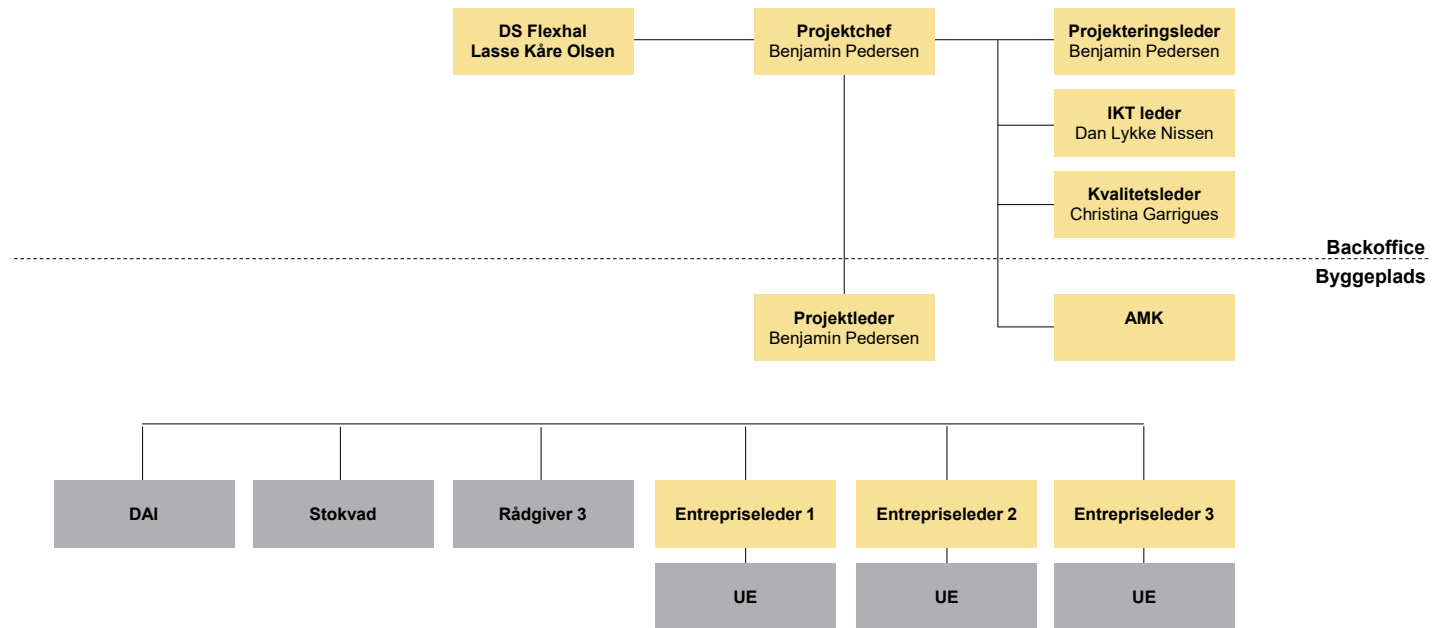 DS Flexhal
Lasse Kåre Olsen
Projektchef
Benjamin Pedersen
Projekteringsleder
Benjamin Pedersen
IKT leder
Dan Lykke Nissen
Kvalitetsleder
Christina Garrigues
Backoffice
Byggeplads
Projektleder
Benjamin Pedersen
AMK
DAI
Stokvad
Rådgiver 3
Entrepriseleder 1
Entrepriseleder 2
Entrepriseleder 3
UE
UE
UE